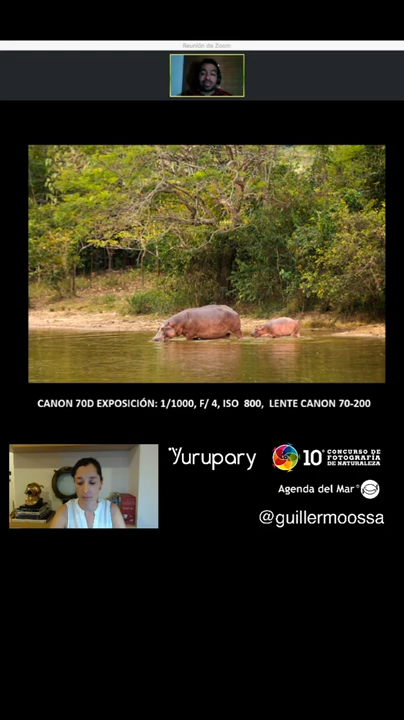 Reunión de Zoom
CANON 70D EXPOSICIÓN: 1/1000, F/ 4, ISO 800, LENTE CANON 70-200
Yurupary
10° CONCURSO DE
FOTOGRAFÍA
DE NATURALEZA
Agenda del Mar
@guillermoossa